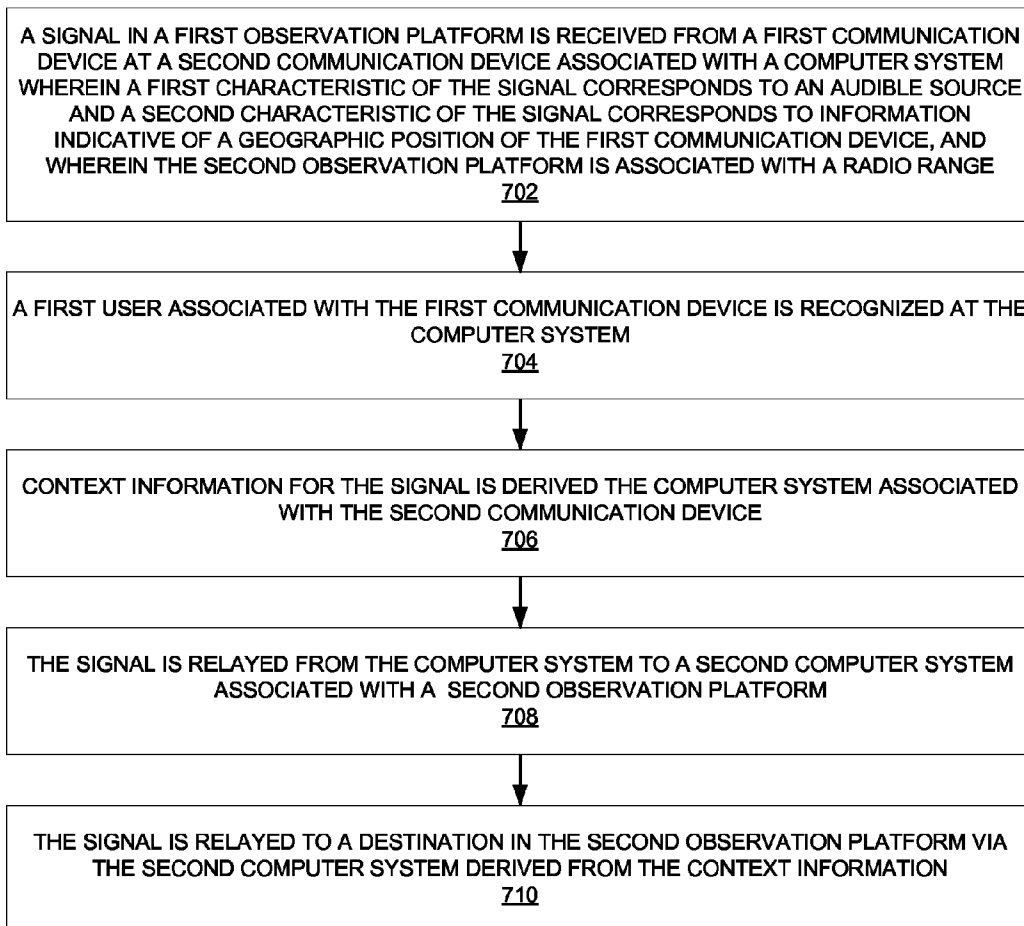 A SIGNAL IN A FIRST OBSERVATION PLATFORM IS RECEIVED FROM A FIRST COMMUNICATION
DEVICE AT A SECOND COMMUNICATION DEVICE ASSOCIATED WITH A COMPUTER SYSTEM
WHEREIN A FIRST CHARACTERISTIC OF THE SIGNAL CORRESPONDS TO AN AUDIBLE SOURCE
AND A SECOND CHARACTERISTIC OF THE SIGNAL CORRESPONDS TO INFORMATION
INDICATIVE OF A GEOGRAPHIC POSITION OF THE FIRST COMMUNICATION DEVICE, AND
WHEREIN THE SECOND OBSERVATION PLATFORM IS ASSOCIATED WITH A RADIO RANGE
702
A FIRST USER ASSOCIATED WITH THE FIRST COMMUNICATION DEVICE IS RECOGNIZED AT THE
COMPUTER SYSTEM
704
CONTEXT INFORMATION FOR THE SIGNAL IS DERIVED THE COMPUTER SYSTEM ASSOCIATED
WITH THE SECOND COMMUNICATION DEVICE
706
THE SIGNAL IS RELAYED FROM THE COMPUTER SYSTEM TO A SECOND COMPUTER SYSTEM
ASSOCIATED WITH A SECOND OBSERVATION PLATFORM
708
THE SIGNAL IS RELAYED TO A DESTINATION IN THE SECOND OBSERVATION PLATFORM VIA
THE SECOND COMPUTER SYSTEM DERIVED FROM THE CONTEXT INFORMATION
710